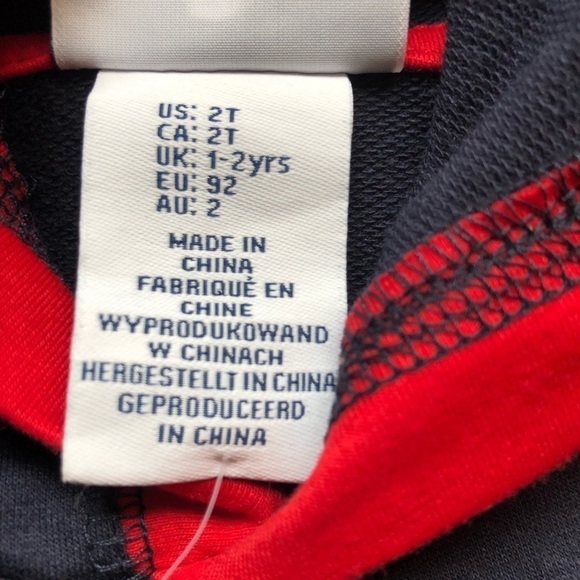 US: 2T
CA: 2T
UK: 1-2yrs
EU: 92
AU: 2
MADE IN
CHINA
FABRIQUÉ EN
CHINE
WYPRODUKOWAND
W CHINACH
HERGESTELLT IN CHINA
GEPRODUCEERD
IN CHINA